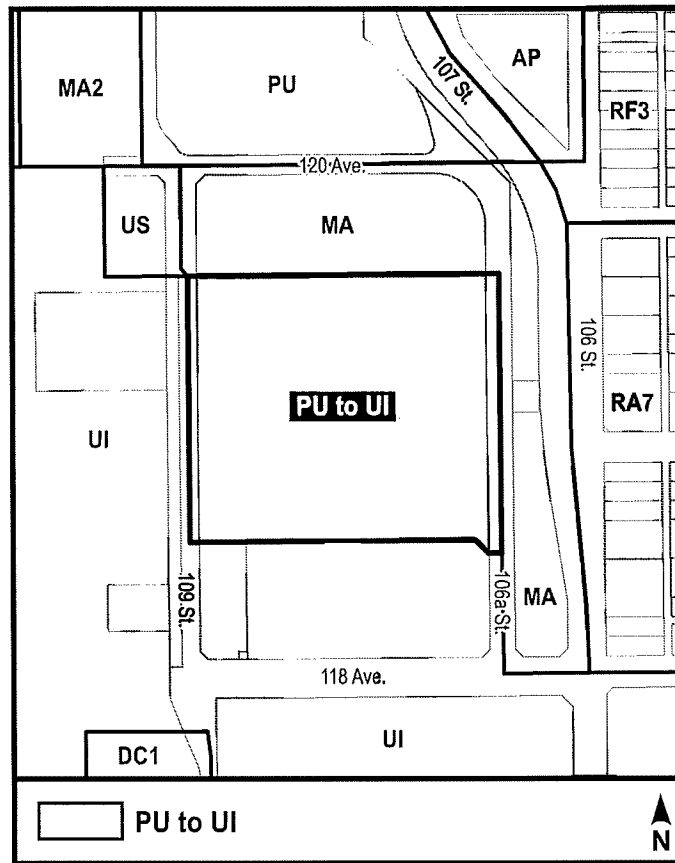 MA2
PU
107 St.
AP
RF3
120 Ave.
US
MA
106 St.
PU to UI
RA7
UI
109 St.
106a St.
MA
118 Ave.
UI
DC1
PU to UI
N